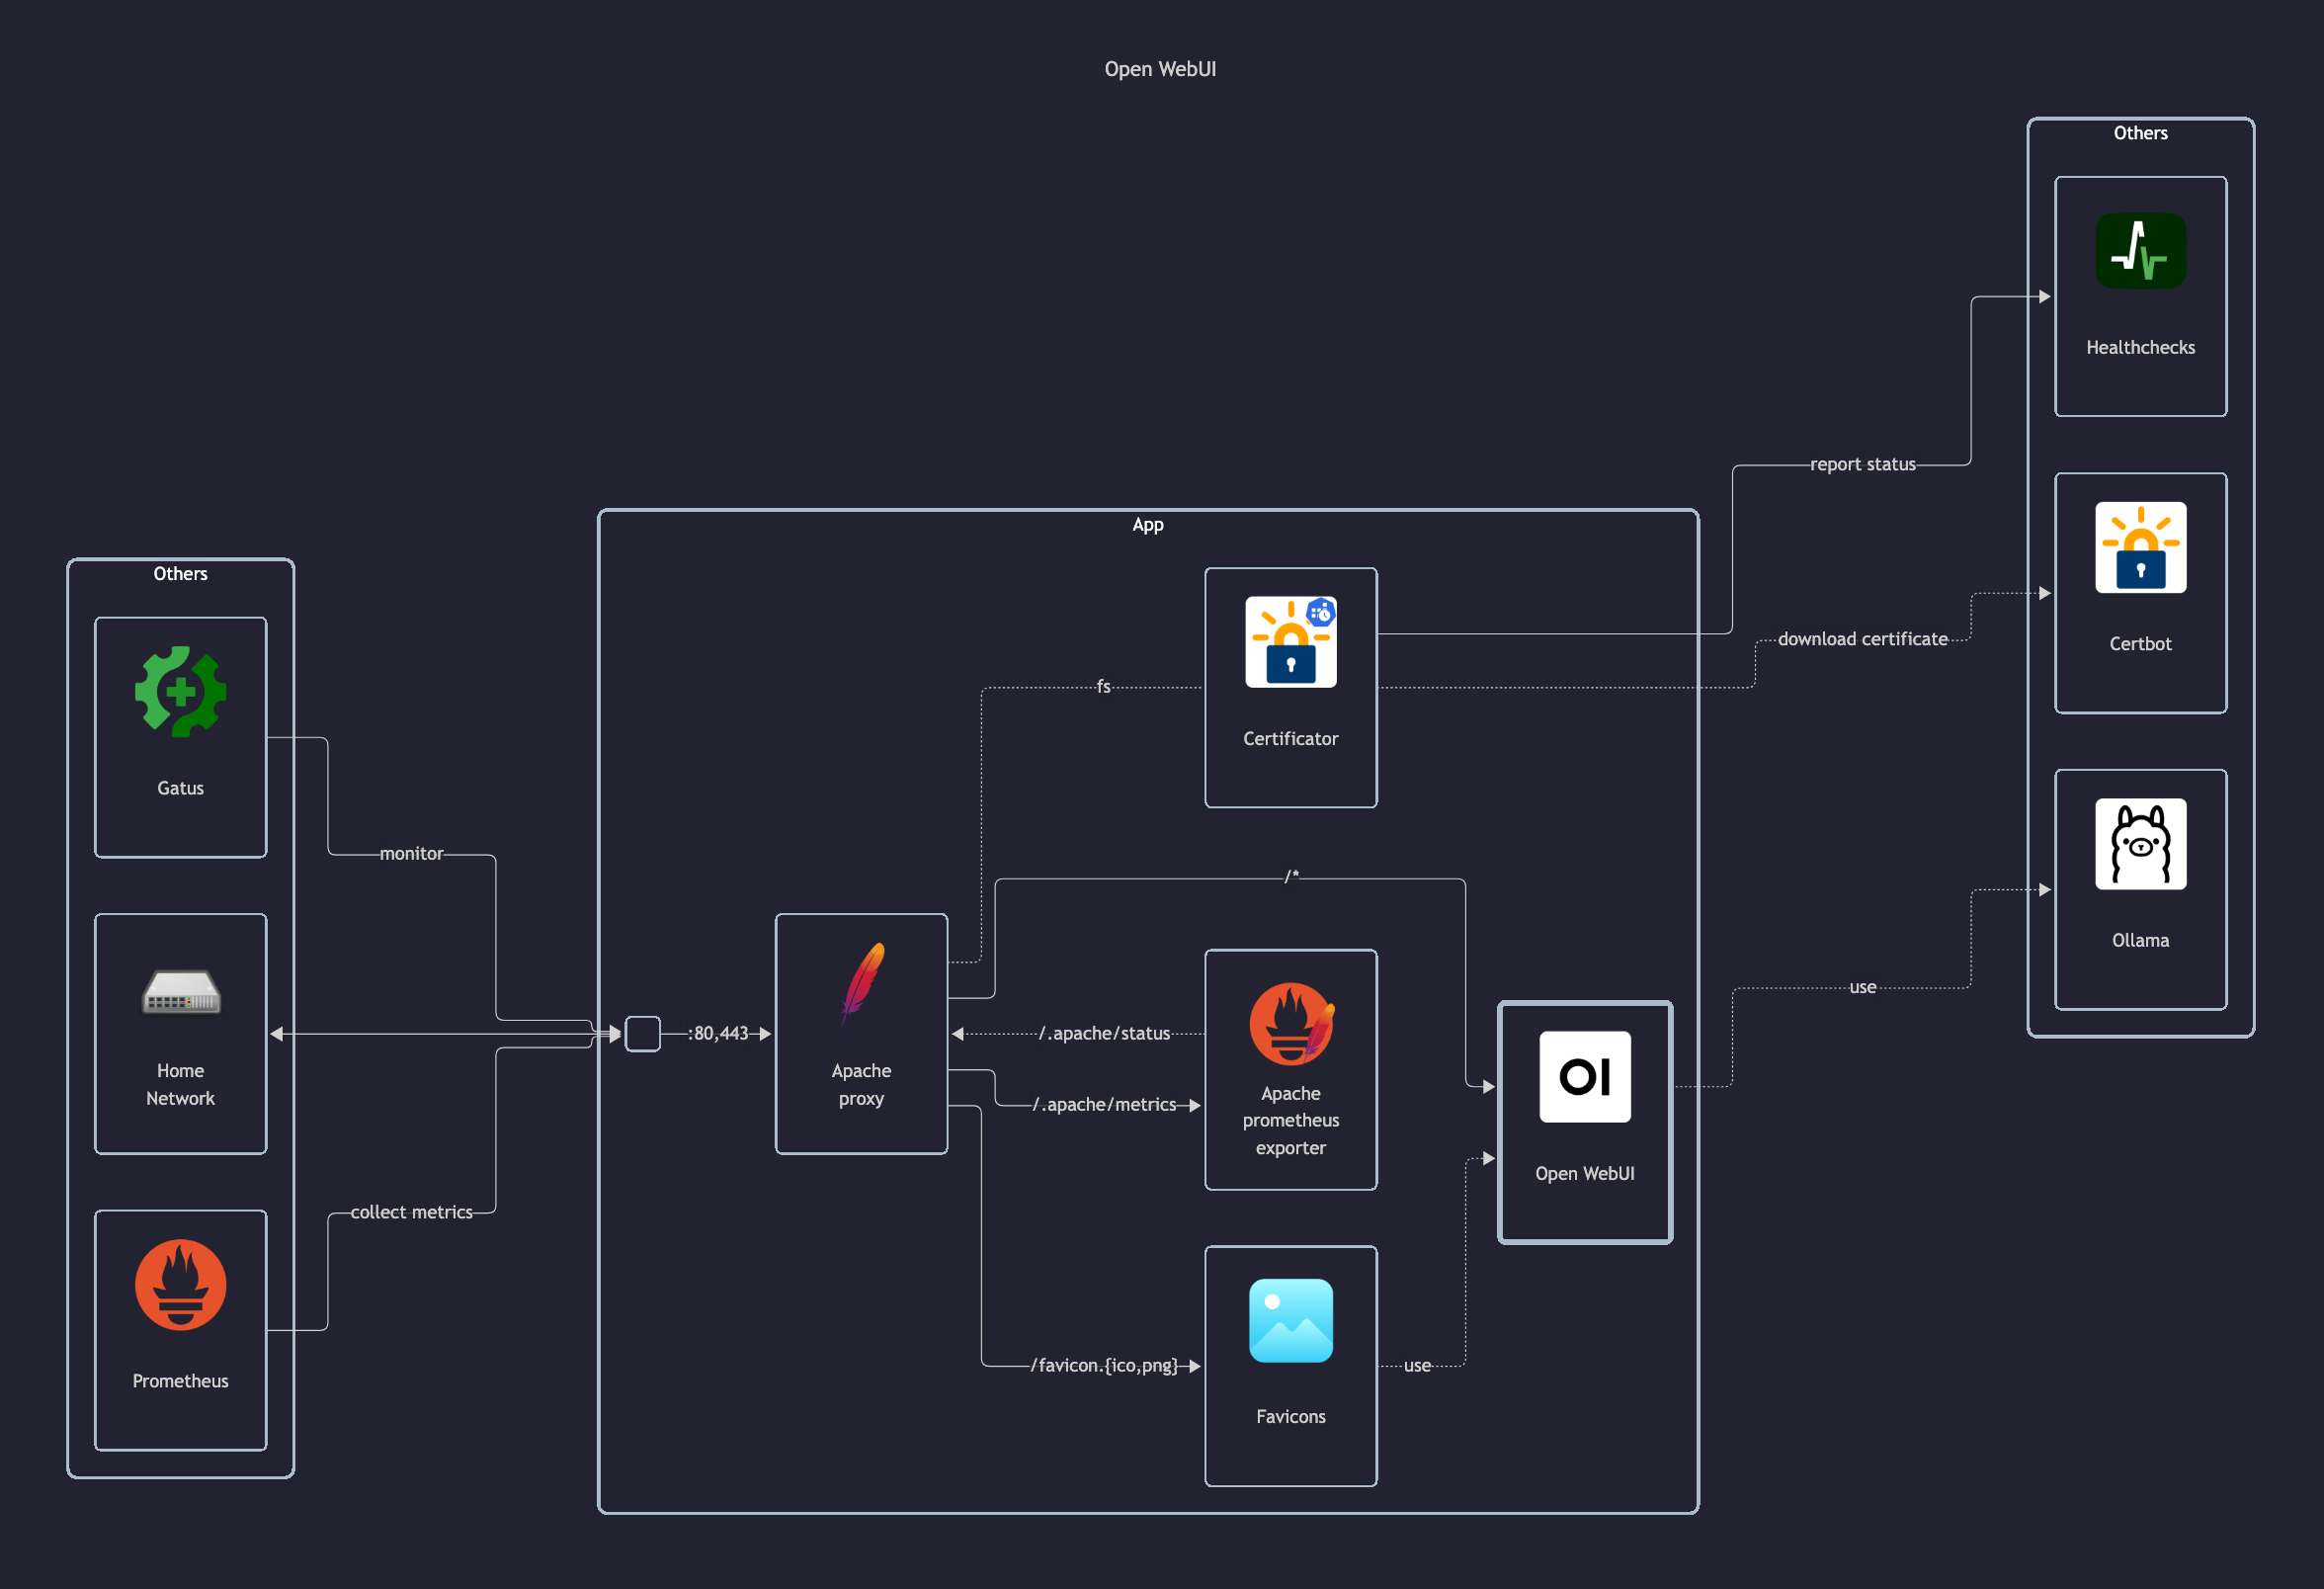 Open WebUI
Others
Gatus
Home
Network
Prometheus
monitor
collect metrics
App
:80,443
Apache
proxy
fs
/*
/.apache/status
/.apache/metrics
/favicon.{ico,png}
Certificator
Apache
prometheus
exporter
Favicons
use
OI
Open WebUI
report status
download certificate
use
Others
Healthchecks
Certbot
Ollama